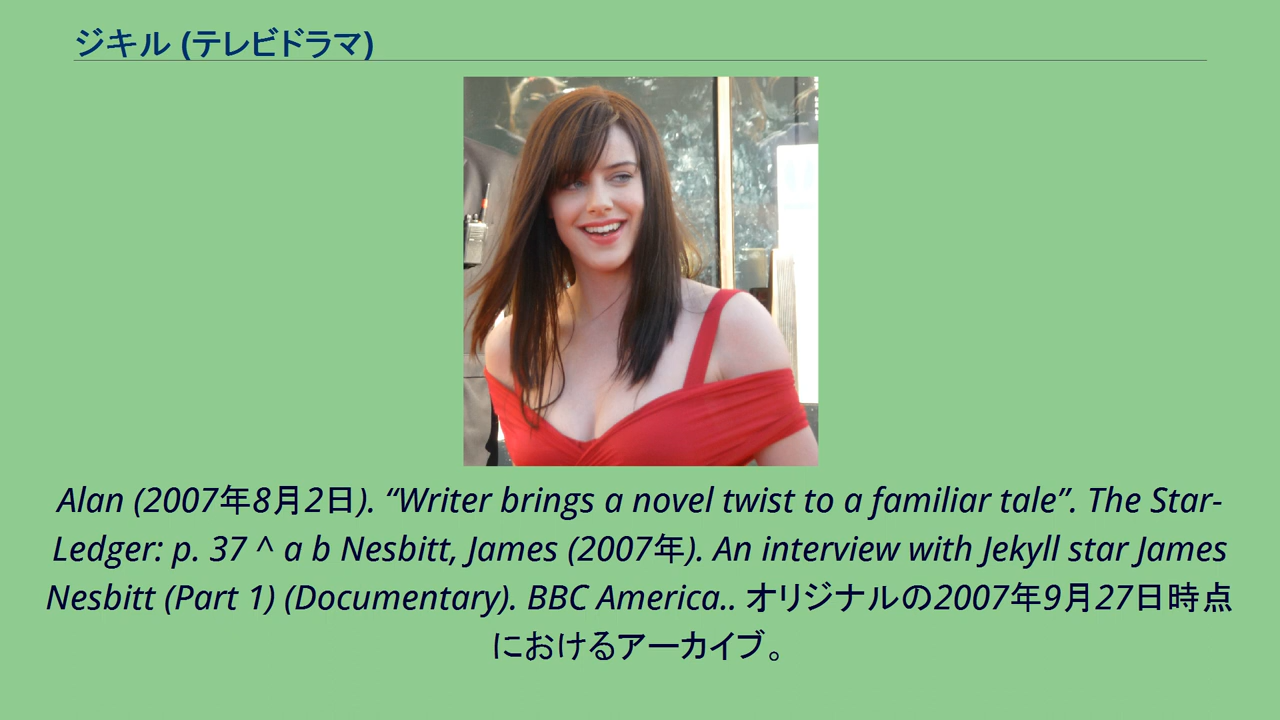 ジキル (テレビドラマ)
Alan (2007年8月2日). “Writer brings a novel twist to a familiar tale”. The Star-
Ledger: p. 37 ^ a b Nesbitt, James (2007年). An interview with Jekyll star James
Nesbitt (Part 1) (Documentary). BBC America.. オリジナルの2007年9月27日時点
におけるアーカイブ。